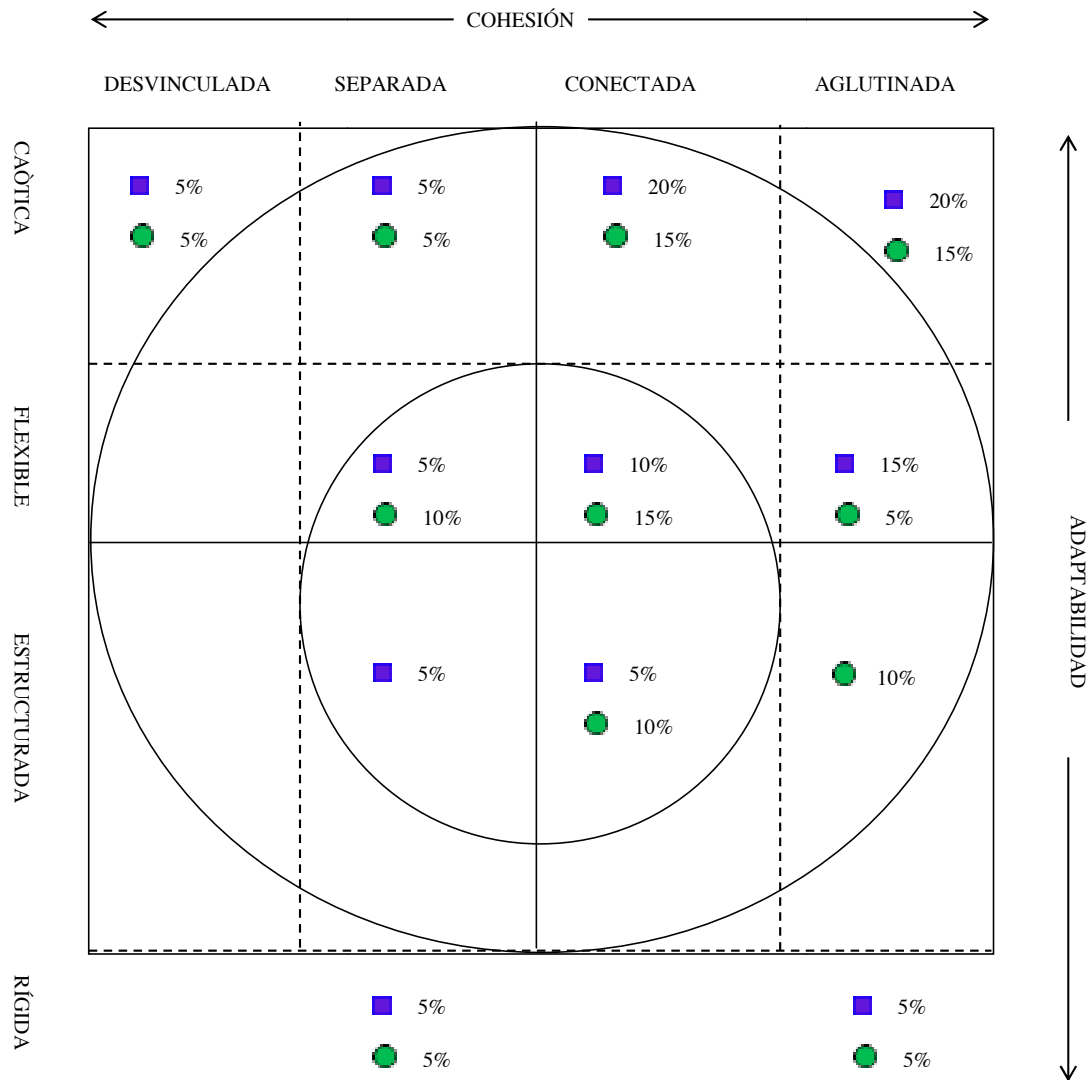 COHESIÓN
DESVINCULADA SEPARADA CONECTADA AGLUTINADA
CAÒTICA
5% 5% 20% 20%
5% 5% 15% 15%
FLEXIBLE
5% 10% 15%
10% 15% 5%
ADAPTABILIDAD
ESTRUCTURADA
5% 5% 10%
10%
RÍGIDA
5% 5%
5% 5%